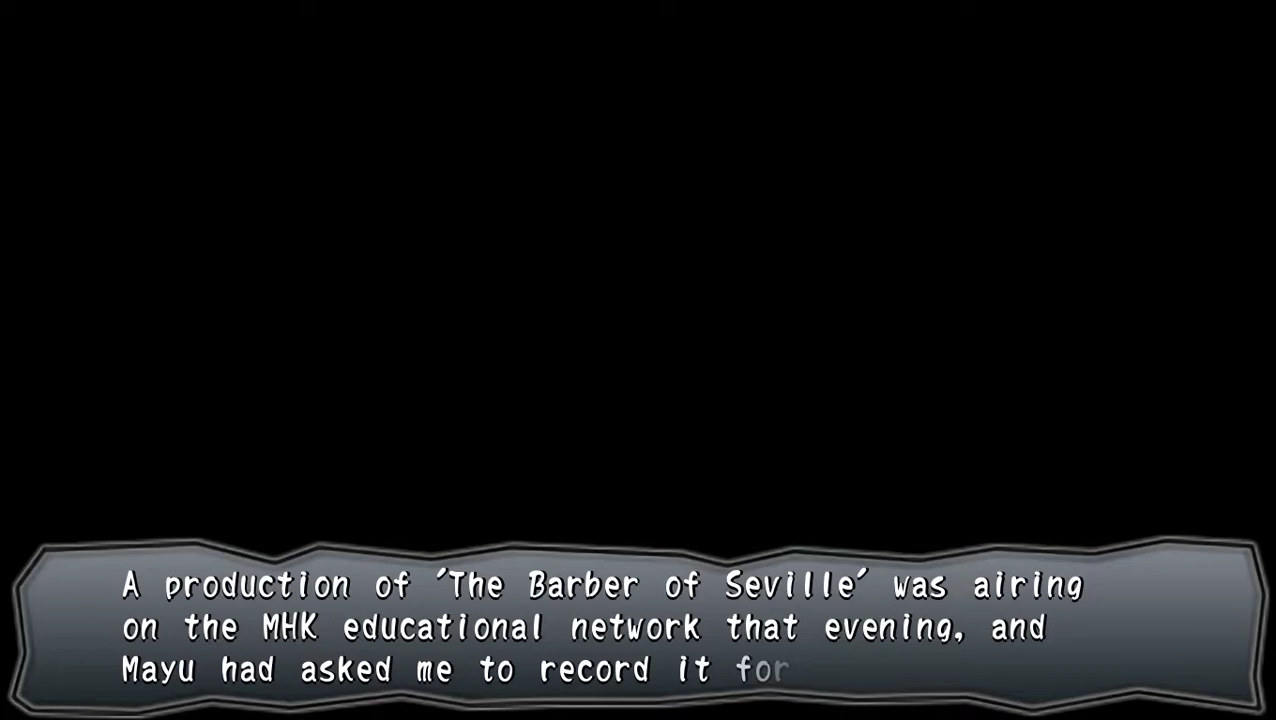 A production of 'The Barber of Seville' was airing
on the MHK educational network that evening, and
Mayu had asked me to record it for